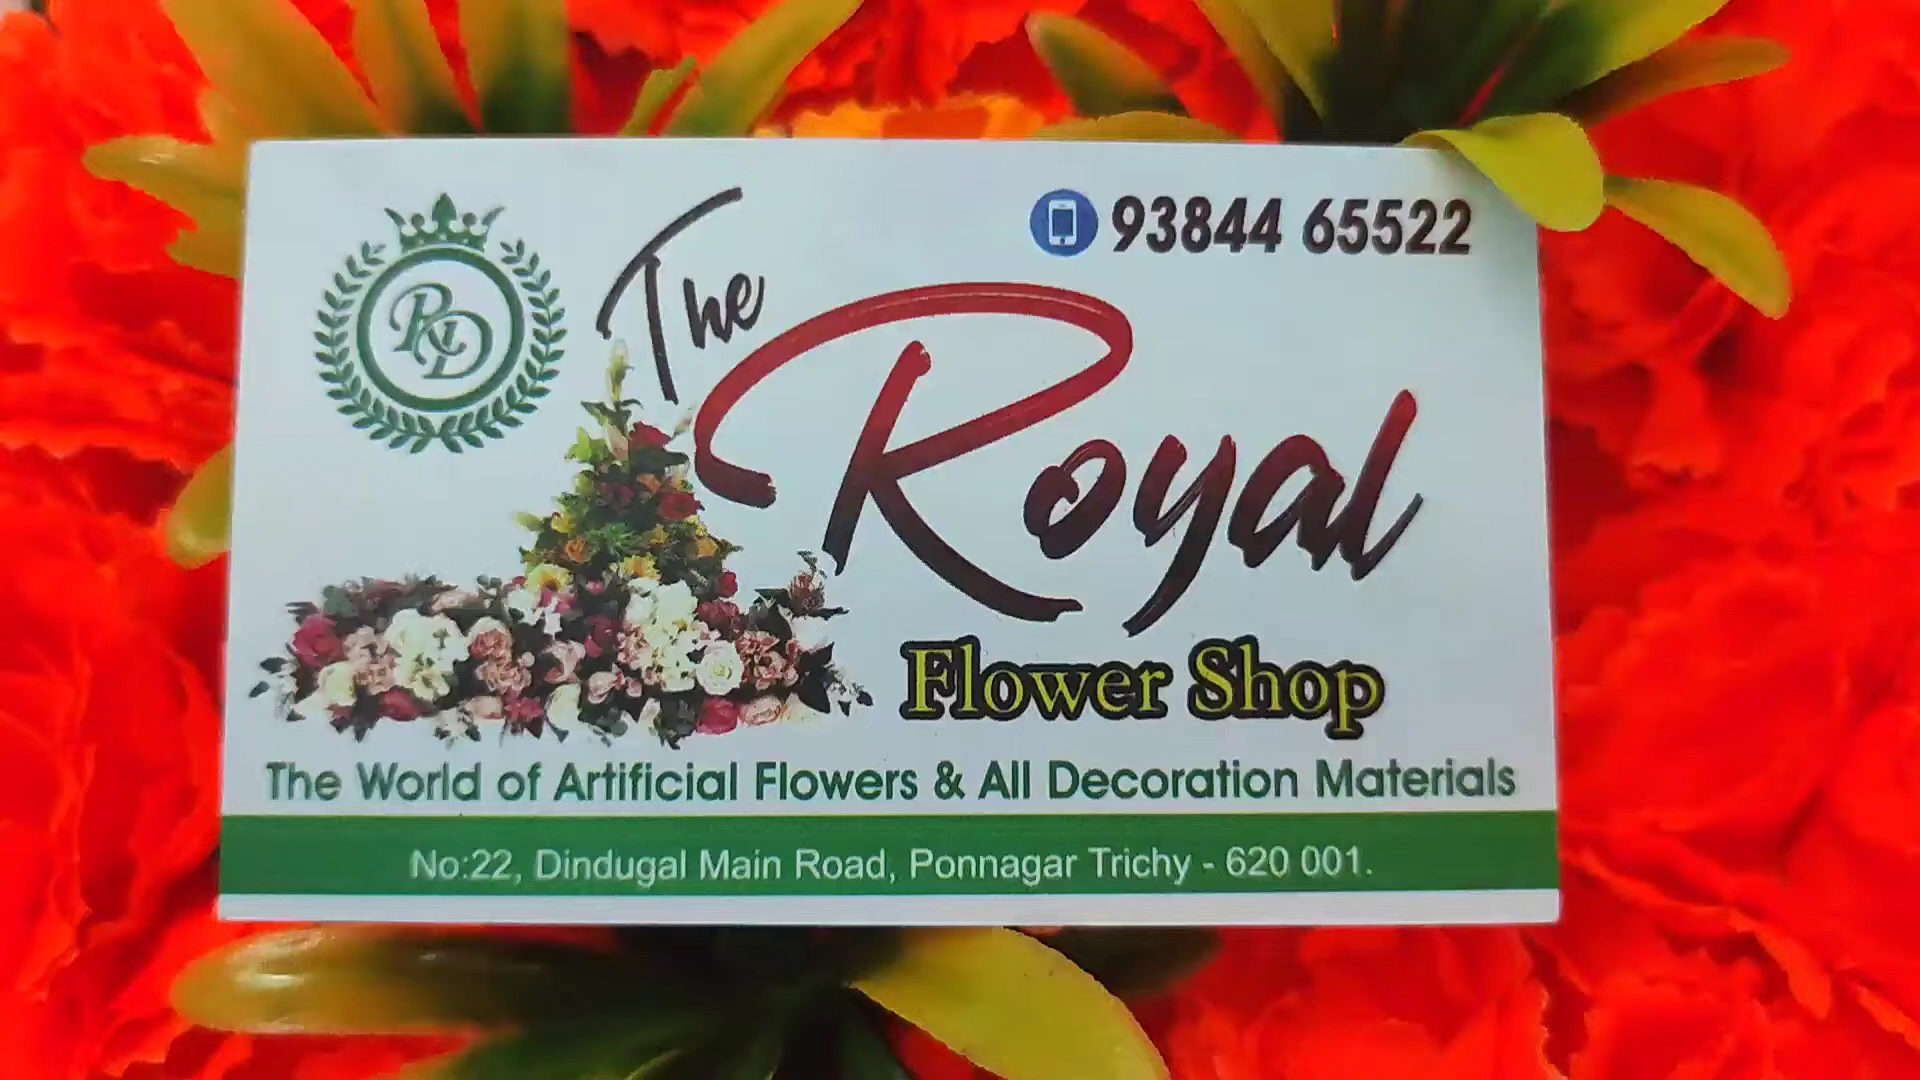 93844 65522
The
Royal
Flower Shop
The World of Artificial Flowers & All Decoration Materials
No:22, Dindugal Main Road, Ponnagar Trichy - 620 001.